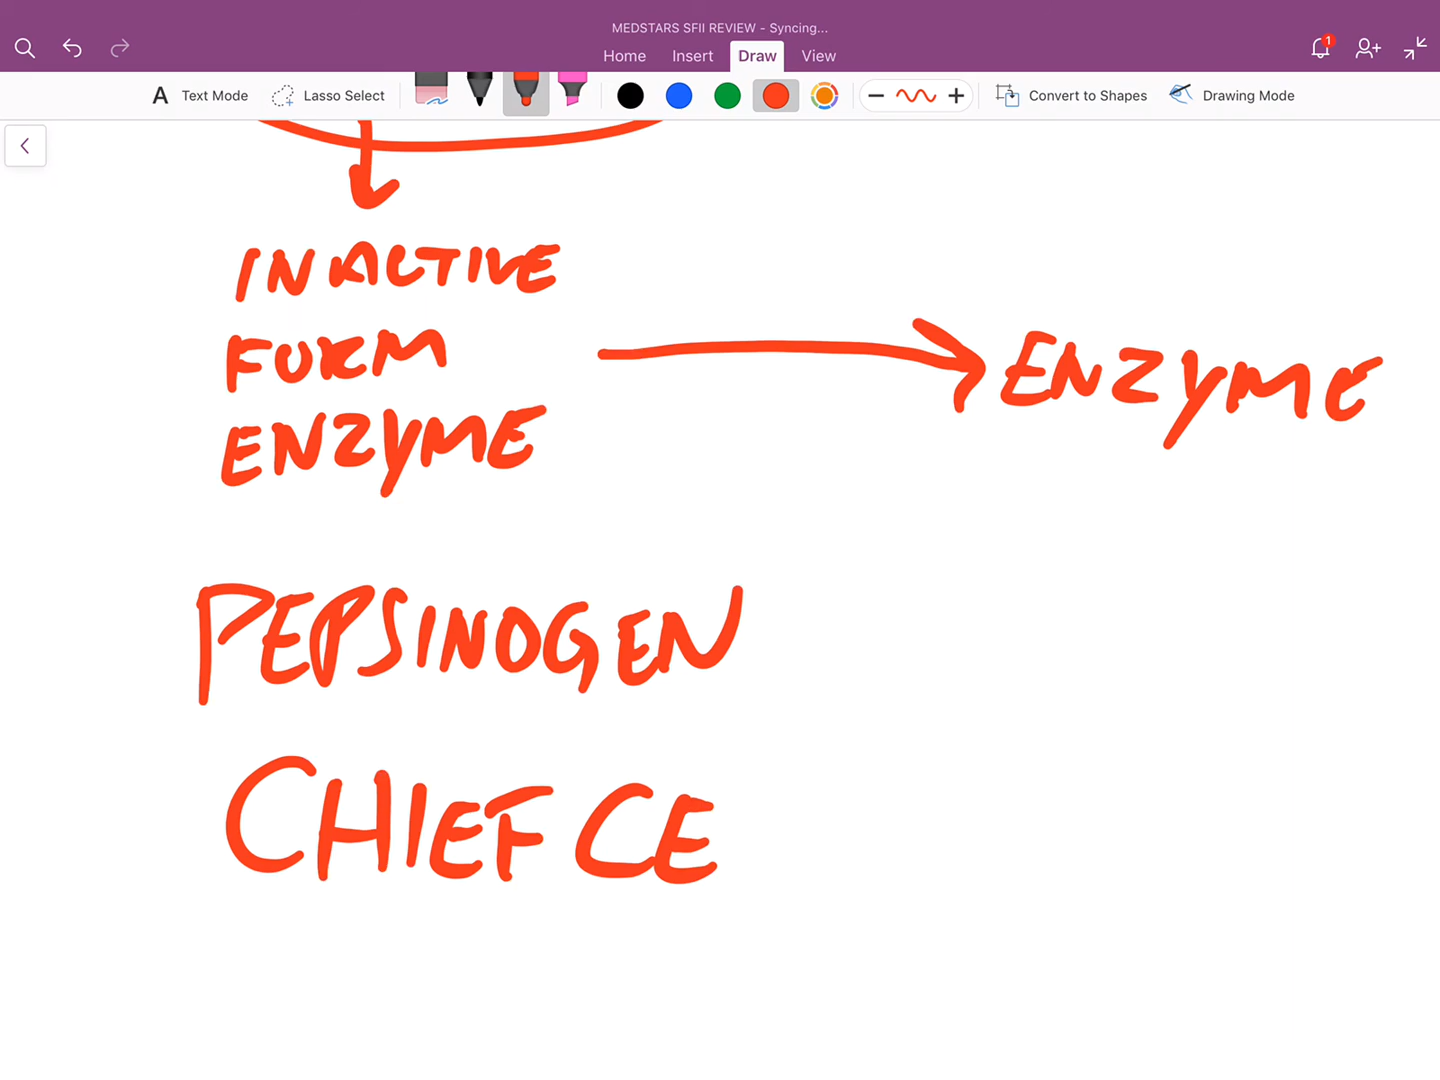 MEDSTARS SFII REVIEW - Syncing...
Home Insert Draw View
1
A Text Mode Lasso Select Convert to Shapes Drawing Mode
INACTIVE
FORM
ENZYME
ENZYME
PEPSINOGEN
CHIEF CE